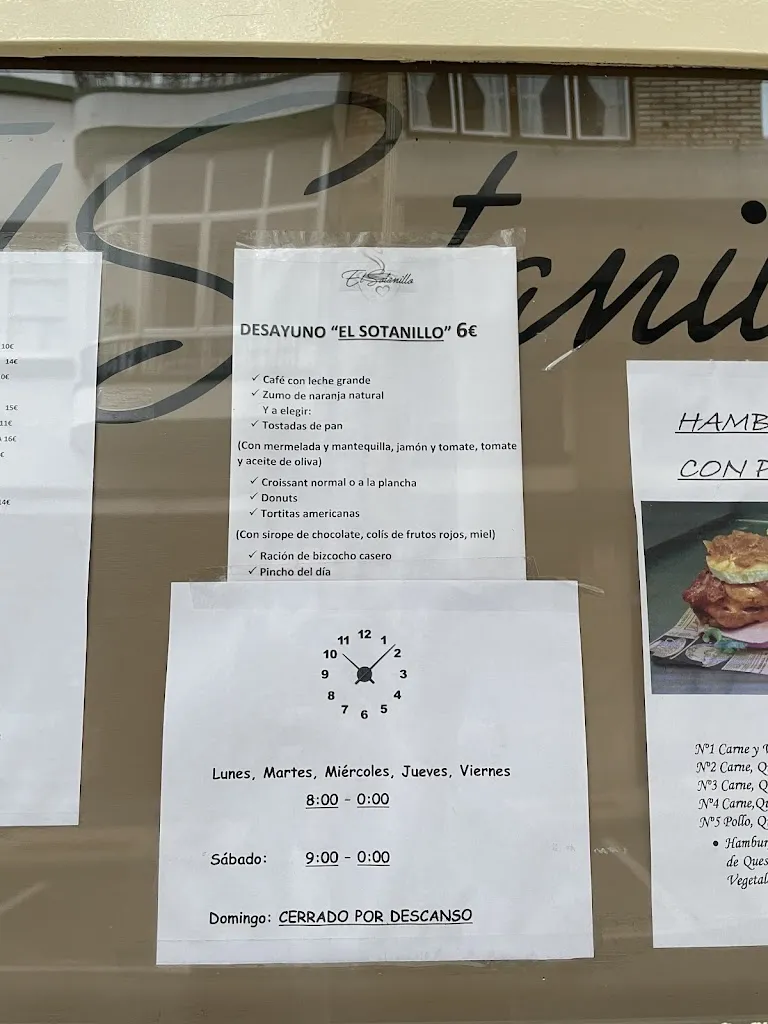 El Sotanillo
10€
14€
0€
15€
11€
16€
€
14€
El Sotanillo
DESAYUNO “EL SOTANILLO” 6€
✓ Café con leche grande
✓ Zumo de naranja natural
Y a elegir:
✓ Tostadas de pan
(Con mermelada y mantequilla, jamón y tomate, tomate
y aceite de oliva)
✓ Croissant normal o a la plancha
✓ Donuts
✓ Tortitas americanas
(Con sirope de chocolate, colís de frutos rojos, miel)
✓ Ración de bizcocho casero
✓ Pincho del día
12
11 1
10 2
9 3
8 4
7 5
6
Lunes, Martes, Miércoles, Jueves, Viernes
8:00 - 0:00
Sábado: 9:00 - 0:00
Domingo: CERRADO POR DESCANSO
HAMB
CON P
Nº1 Carne y
Nº2 Carne, Q
Nº3 Carne, Q
Nº4 Carne, Qu
Nº5 Pollo, Q
• Hambur
de Ques
Vegetal